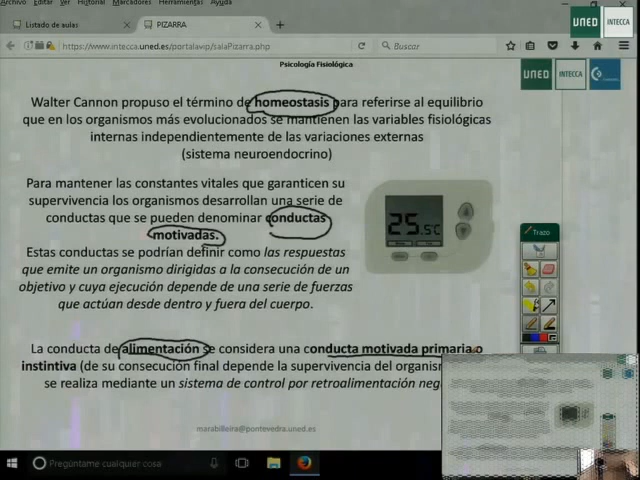 Archivo Editar Ver Historial Marcadores Herramientas Ayuda
Listado de aulas
PIZARRA
https://www.intecca.uned.es/portalavip/salaPizarra.php
Buscar
UNED
INTECCA
Psicología Fisiológica
UNED
INTECCA
Walter Cannon propuso el término de homeostasis para referirse al equilibrio
que en los organismos más evolucionados se mantienen las variables fisiológicas
internas independientemente de las variaciones externas
(sistema neuroendocrino)
Para mantener las constantes vitales que garanticen su
supervivencia los organismos desarrollan una serie de
conductas que se pueden denominar conductas
motivadas.
25.5°C
Trazo
Estas conductas se podrían definir como las respuestas
que emite un organismo dirigidas a la consecución de un
objetivo y cuya ejecución depende de una serie de fuerzas
que actúan desde dentro y fuera del cuerpo.
La conducta de alimentación se considera una conducta motivada primaria o
instintiva (de su consecución final depende la supervivencia del organism
se realiza mediante un sistema de control por retroalimentación neg
marabilleira@pontevedra.uned.es
Pregúntame cualquier cosa